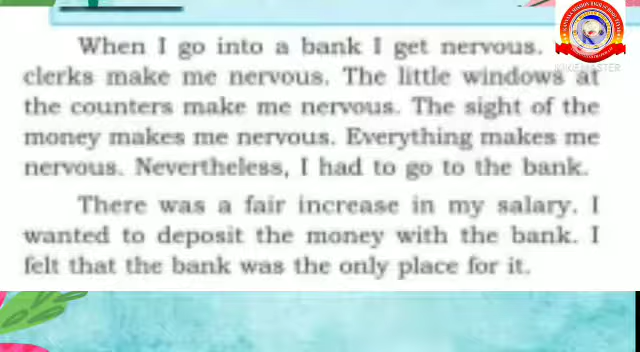 When I go into a bank I get nervous.
clerks make me nervous. The little windows at
the counters make me nervous. The sight of the
money makes me nervous. Everything makes me
nervous. Nevertheless, I had to go to the bank.
There was a fair increase in my salary. I
wanted to deposit the money with the bank. I
felt that the bank was the only place for it.